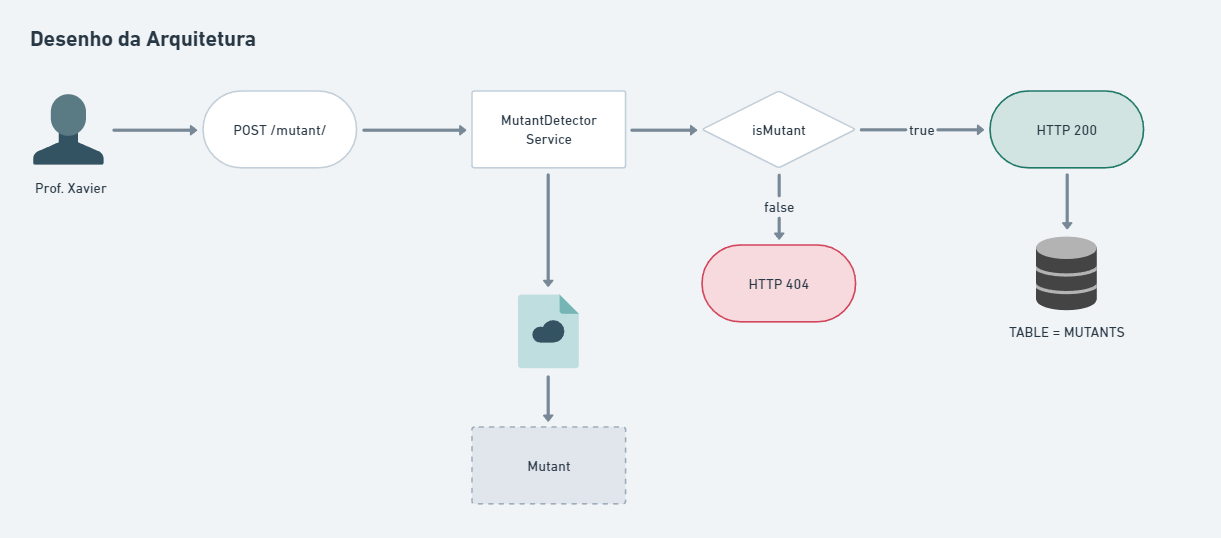 Desenho da Arquitetura
Prof. Xavier
POST /mutant/
MutantDetector
Service
isMutant
true
HTTP 200
false
HTTP 404
TABLE = MUTANTS
Mutant